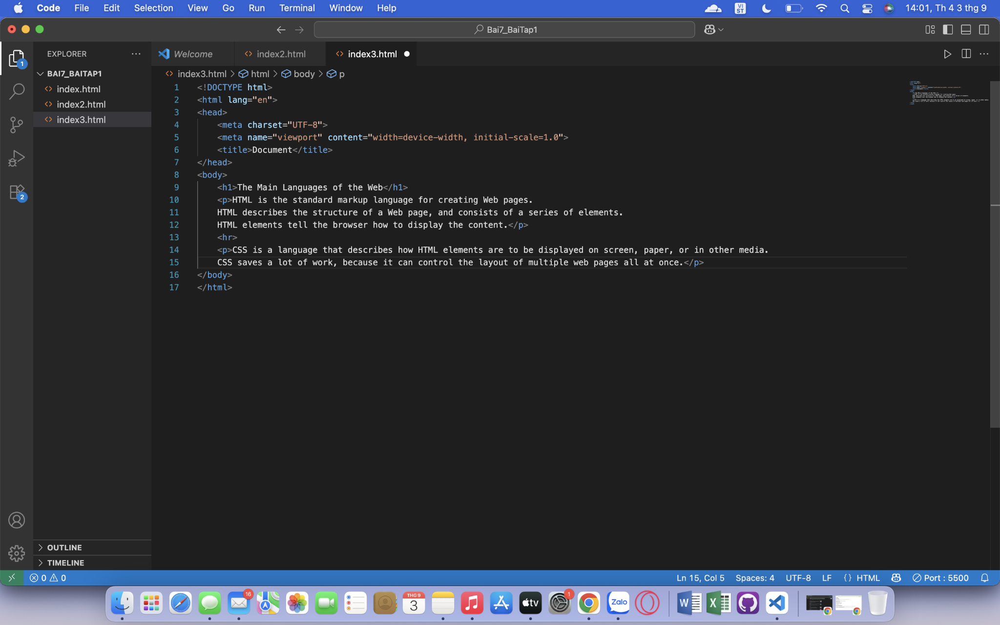 Code File Edit Selection View Go Run Terminal Window Help VI ST 14:01, Th 4 3 thg 9
Bai7_BaiTap1
EXPLORER
Welcome index2.html index3.html
1
BAI7_BAITAP1
index.html
index2.html
index3.html
2
index3.html > html > body > p
1 <!DOCTYPE html>
2 <html lang="en">
3 <head>
4 <meta charset="UTF-8">
5 <meta name="viewport" content="width=device-width, initial-scale=1.0">
6 <title>Document</title>
7 </head>
8 <body>
9 <h1>The Main Languages of the Web</h1>
10 <p>HTML is the standard markup language for creating Web pages.
11 HTML describes the structure of a Web page, and consists of a series of elements.
12 HTML elements tell the browser how to display the content.</p>
13 <hr>
14 <p>CSS is a language that describes how HTML elements are to be displayed on screen, paper, or in other media.
15 CSS saves a lot of work, because it can control the layout of multiple web pages all at once.</p>
16 </body>
17 </html>
OUTLINE
TIMELINE
0 0 Ln 15, Col 5 Spaces: 4 UTF-8 LF {} HTML Port : 5500
16 THG 9 3 tv 1 Zalo W X